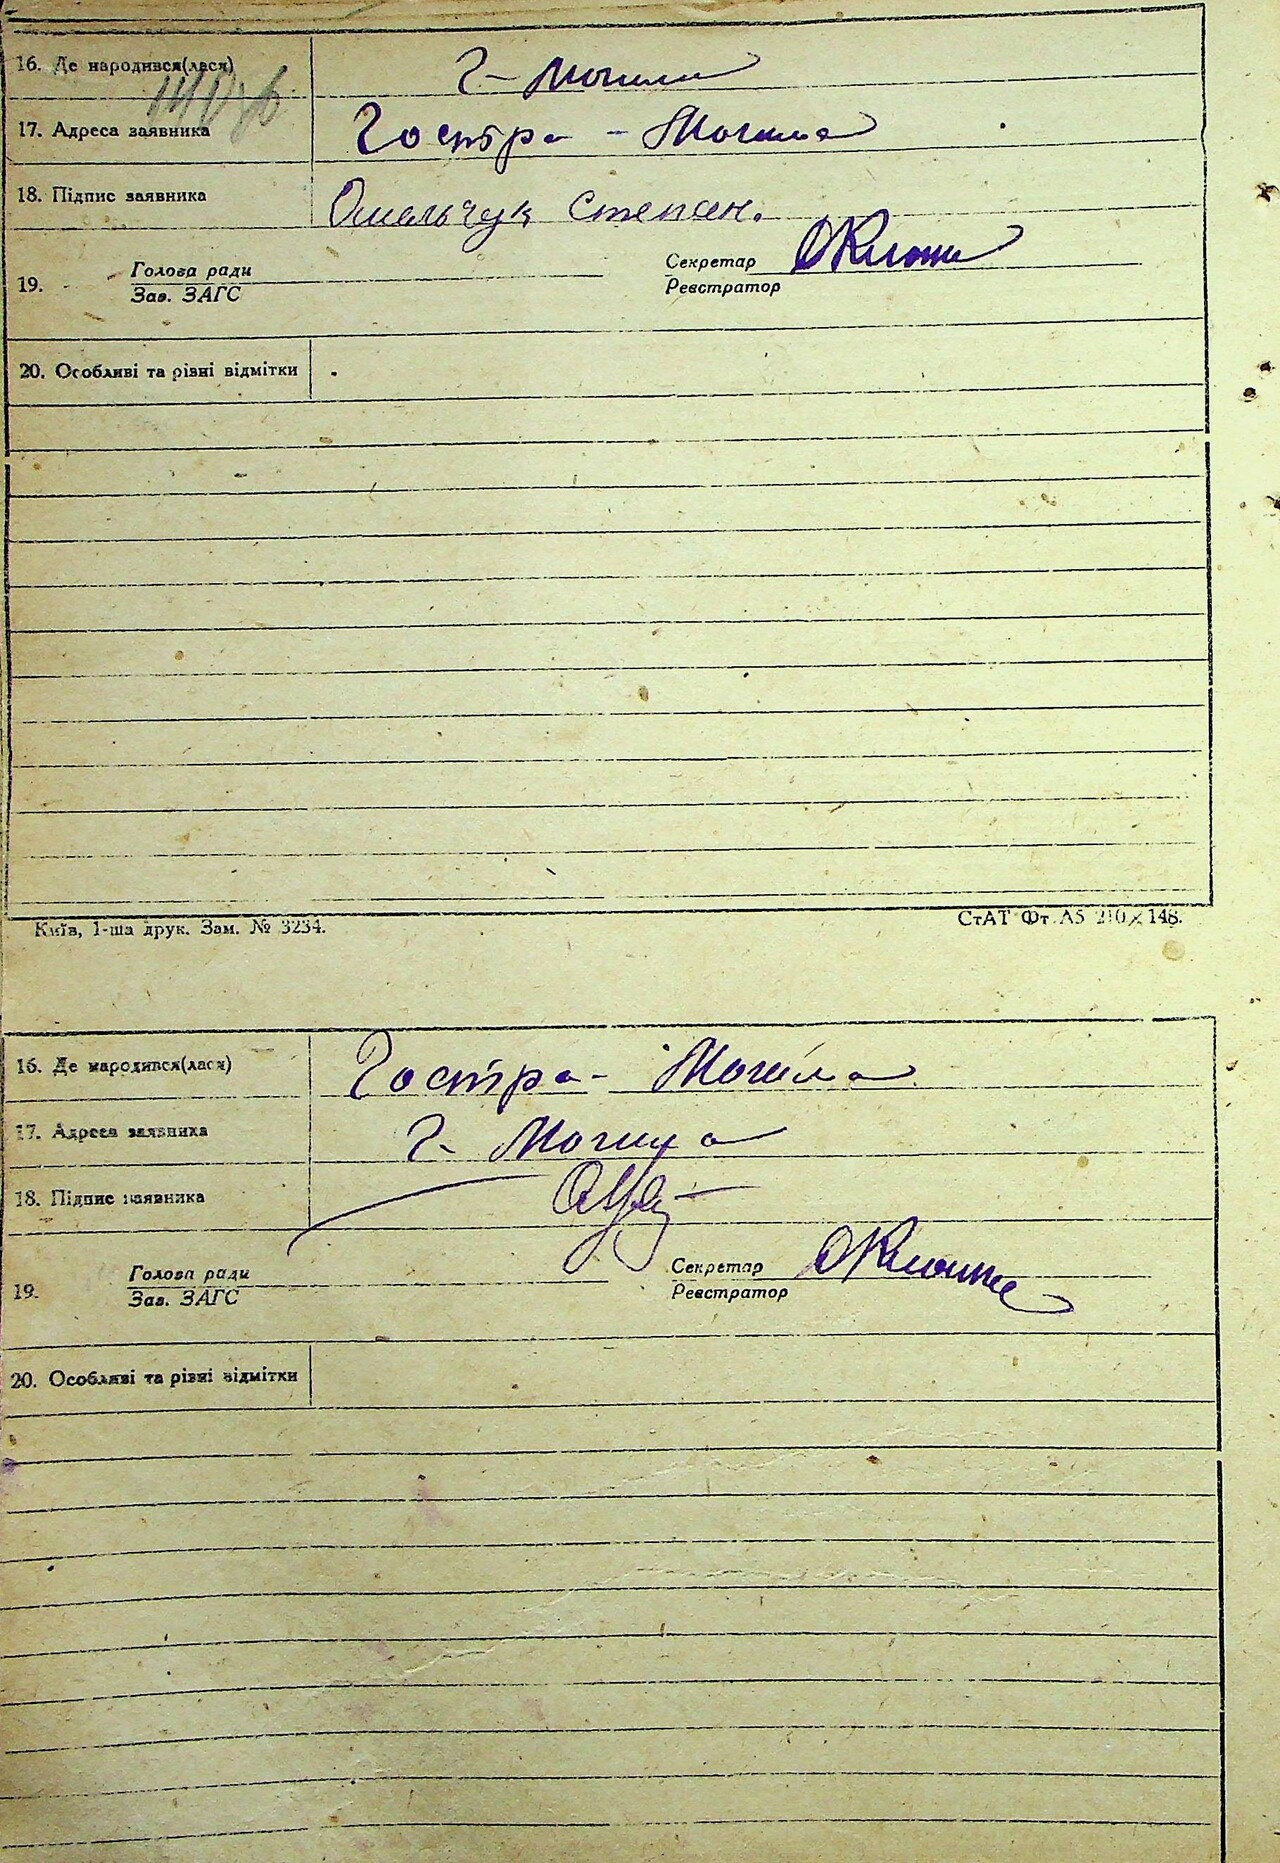 16. Де народився(лася) Г- Могили
17. Адреса заявника Гостра - Могила
18. Підпис заявника Омельчук Степан.
19. Голова ради Секретар
Зав. ЗАГС Реєстратор
20. Особливі та різні відмітки
Київ, 1-ша друк. Зам. № 3234. СтАТ Фт. А5 210×148.
16. Де народився(лася) Гостра - Могила
17. Адреса заявника Г- Могила
18. Підпис заявника
19. Голова ради Секретар
Зав. ЗАГС Реєстратор
20. Особливі та різні відмітки